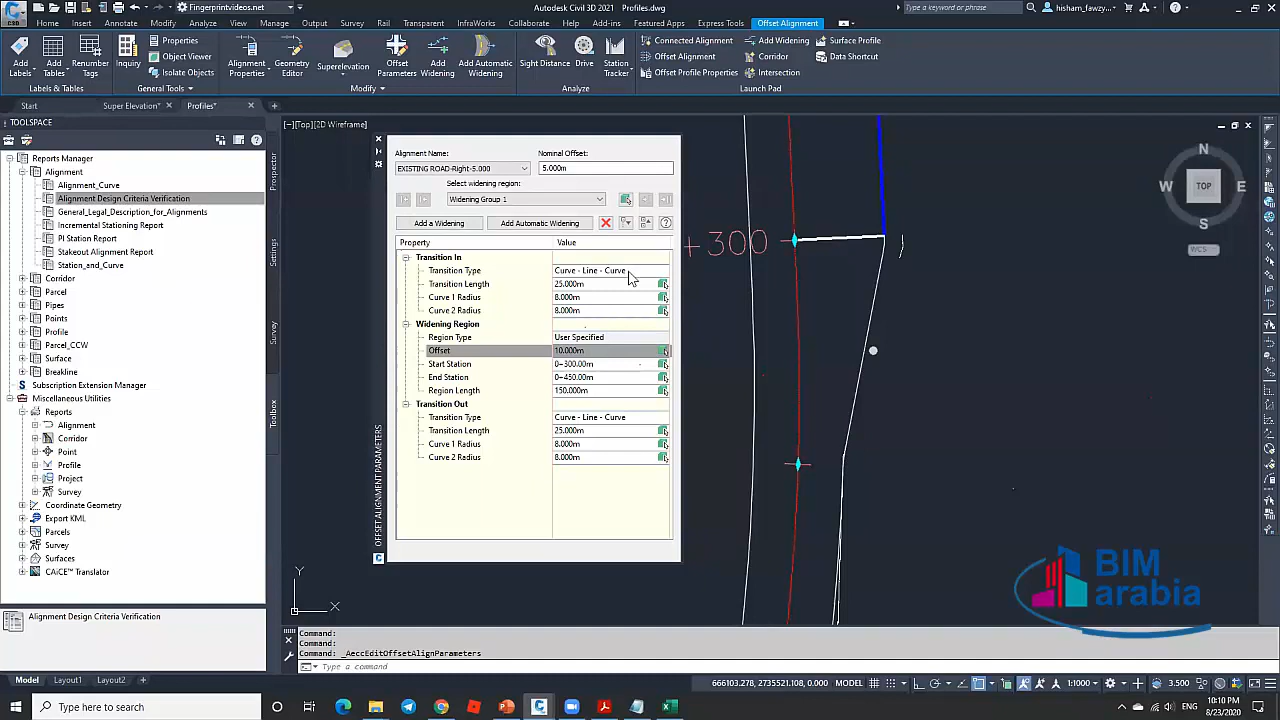 Fingerprintvideos.net
Autodesk Civil 3D 2021 Profiles.dwg
Type a keyword or phrase
hisham_fawzy...
Home Insert Annotate Modify Analyze View Manage Output Survey Rail Transparent InfraWorks Collaborate Help Add-ins Featured Apps Express Tools Offset Alignment
Add Labels
Add Tables
Renumber Tags
Labels & Tables
Inquiry
Properties
Object Viewer
Isolate Objects
General Tools
Alignment Properties
Geometry Editor
Superelevation
Offset Parameters
Add Widening
Add Automatic Widening
Modify
Sight Distance
Drive
Station Tracker
Analyze
Connected Alignment
Add Widening
Surface Profile
Offset Alignment
Corridor
Data Shortcut
Offset Profile Properties
Intersection
Launch Pad
Start
Super Elevation*
Profiles*
TOOLSPACE
Reports Manager
Alignment
Alignment_Curve
Alignment Design Criteria Verification
General_Legal_Description_for_Alignments
Incremental Stationing Report
PI Station Report
Stakeout Alignment Report
Station_and_Curve
Corridor
Parcel
Pipes
Points
Profile
Parcel_CCW
Surface
Breakline
Subscription Extension Manager
Miscellaneous Utilities
Reports
Alignment
Corridor
Point
Profile
Project
Survey
Coordinate Geometry
Export KML
Parcels
Survey
Surfaces
CAiCE™ Translator
Prospector
Settings
Survey
Toolbox
Alignment Design Criteria Verification
[−][Top][2D Wireframe]
Alignment Name:
Nominal Offset:
EXISTING ROAD-Right-5.000
5.000m
Select widening region:
Widening Group 1
Add a Widening
Add Automatic Widening
Property Value
Transition In
Transition Type Curve - Line - Curve
Transition Length 25.000m
Curve 1 Radius 8.000m
Curve 2 Radius 8.000m
Widening Region
Region Type User Specified
Offset 10.000m
Start Station 0+300.00m
End Station 0+450.00m
Region Length 150.000m
Transition Out
Transition Type Curve - Line - Curve
Transition Length 25.000m
Curve 1 Radius 8.000m
Curve 2 Radius 8.000m
OFFSET ALIGNMENT PARAMETERS
+300
N
W TOP E
S
WCS
Y
X
BIM
arabia
Command:
Command:
Command: _AeccEditOffsetAlignParameters
Type a command
Model Layout1 Layout2
666103.278, 2735521.108, 0.000 MODEL
1:1000
3.500
Type here to search
ENG
10:10 PM
8/23/2020